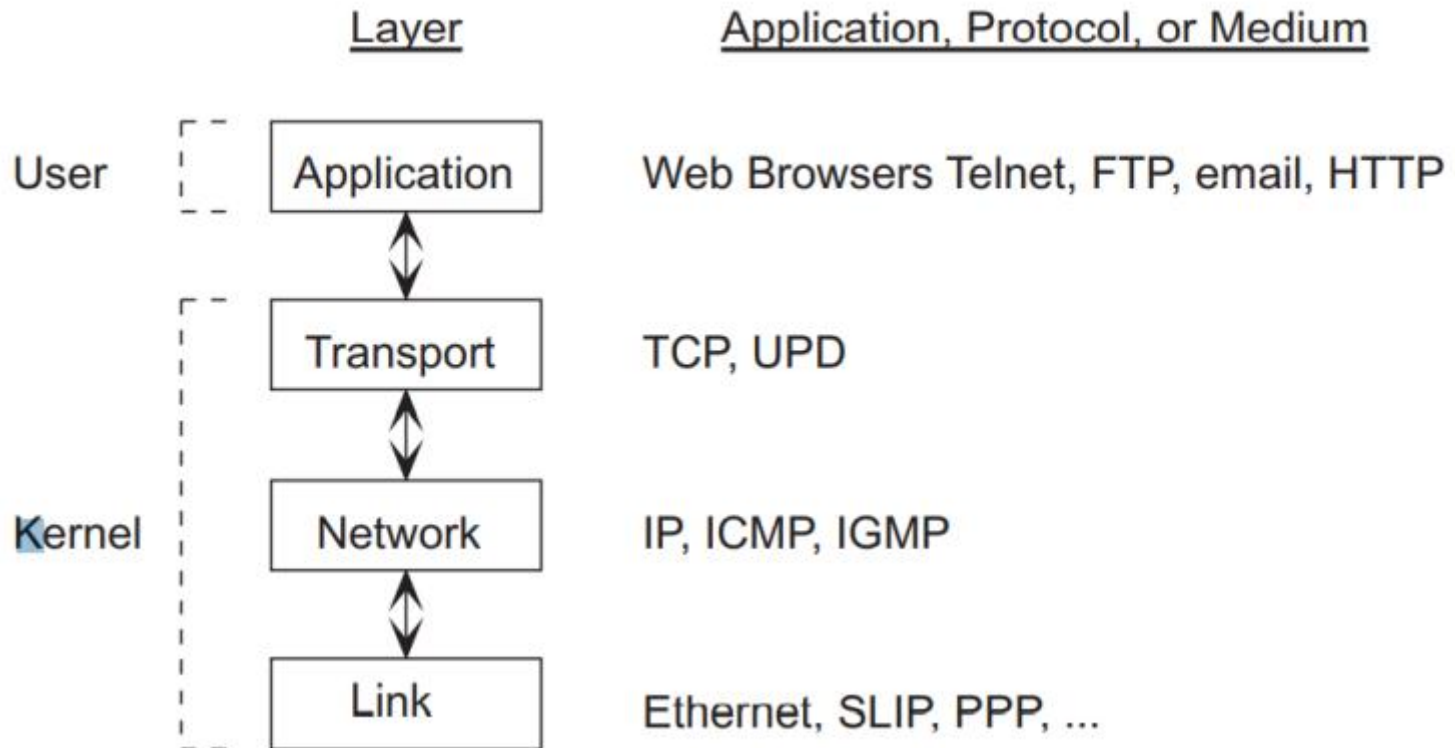 Layer Application, Protocol, or Medium
User Application Web Browsers Telnet, FTP, email, HTTP
Transport TCP, UPD
Kernel Network IP, ICMP, IGMP
Link Ethernet, SLIP, PPP, ...